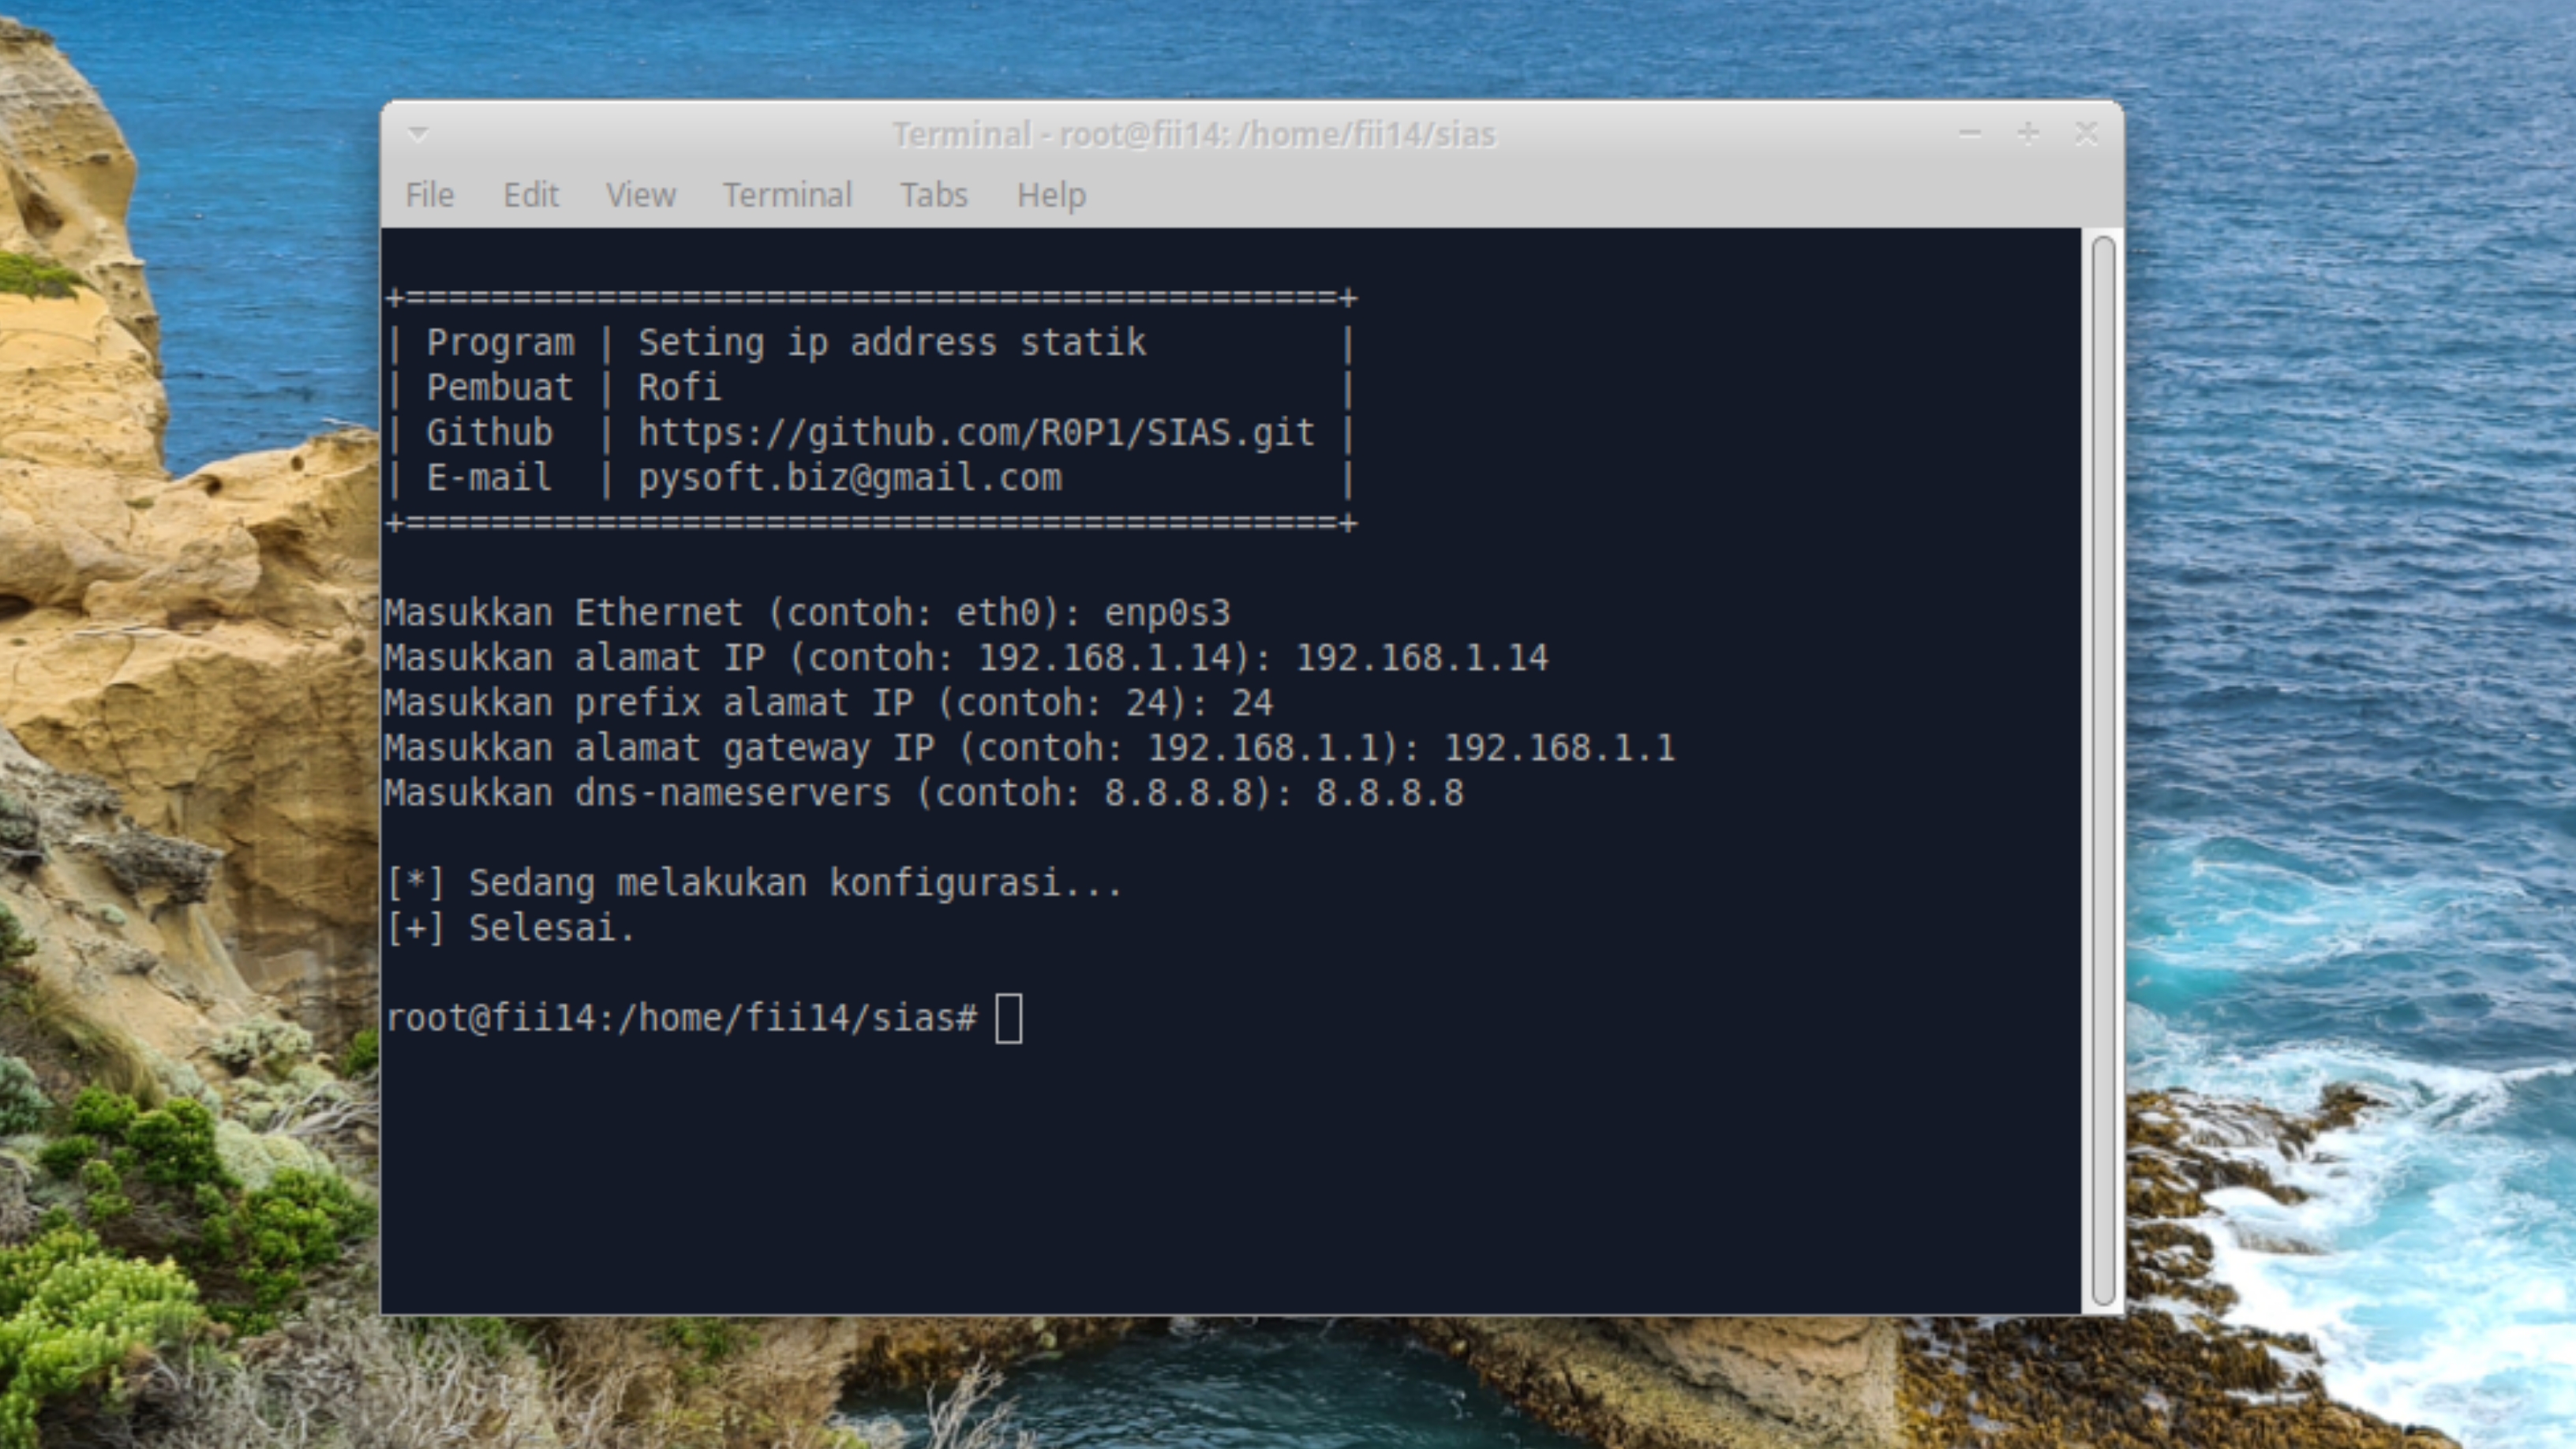 Terminal - root@fii14: /home/fii14/sias
File Edit View Terminal Tabs Help
+============================================+
| Program | Seting ip address statik         |
| Pembuat | Rofi                             |
| Github  | https://github.com/R0P1/SIAS.git |
| E-mail  | pysoft.biz@gmail.com             |
+============================================+
Masukkan Ethernet (contoh: eth0): enp0s3
Masukkan alamat IP (contoh: 192.168.1.14): 192.168.1.14
Masukkan prefix alamat IP (contoh: 24): 24
Masukkan alamat gateway IP (contoh: 192.168.1.1): 192.168.1.1
Masukkan dns-nameservers (contoh: 8.8.8.8): 8.8.8.8
[*] Sedang melakukan konfigurasi...
[+] Selesai.
root@fii14:/home/fii14/sias#